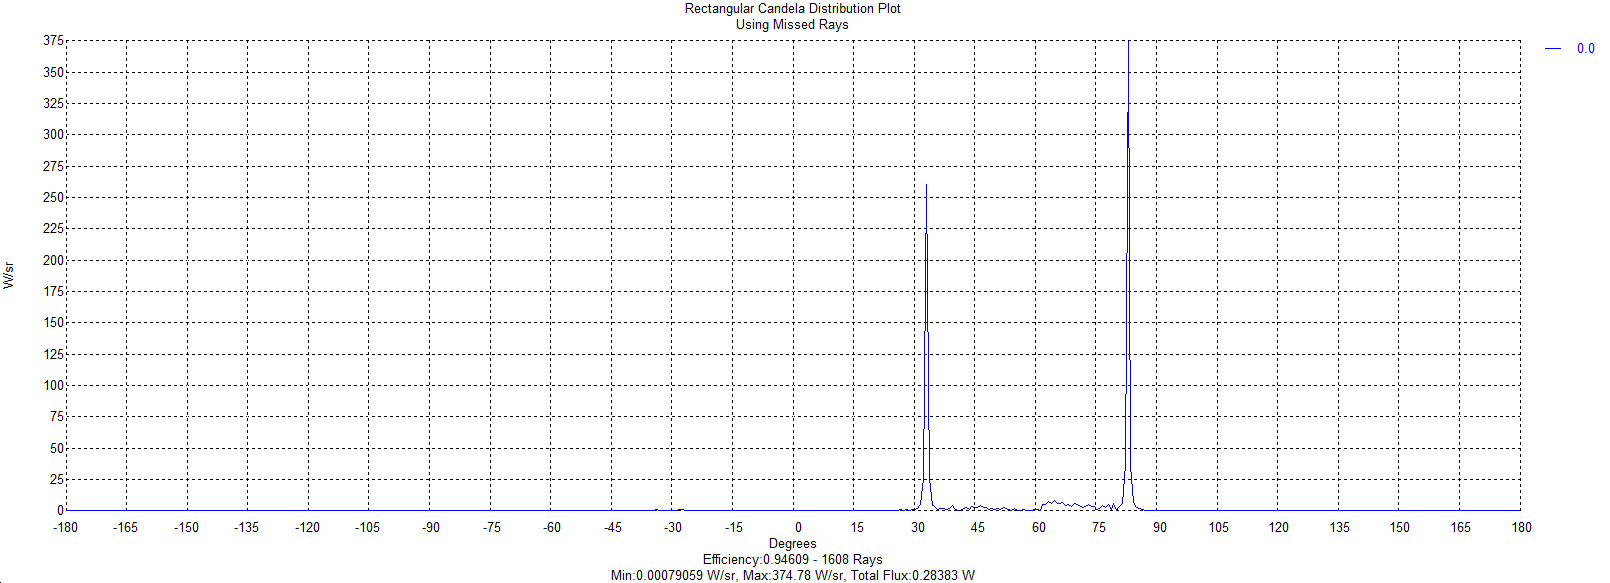 Rectangular Candela Distribution Plot
Using Missed Rays
375
350
325
300
275
250
225
200
175
150
125
100
75
50
25
0
W/sr
0.0
-180 -165 -150 -135 -120 -105 -90 -75 -60 -45 -30 -15 0 15 30 45 60 75 90 105 120 135 150 165 180
Degrees
Efficiency:0.94609 - 1608 Rays
Min:0.00079059 W/sr, Max:374.78 W/sr, Total Flux:0.28383 W